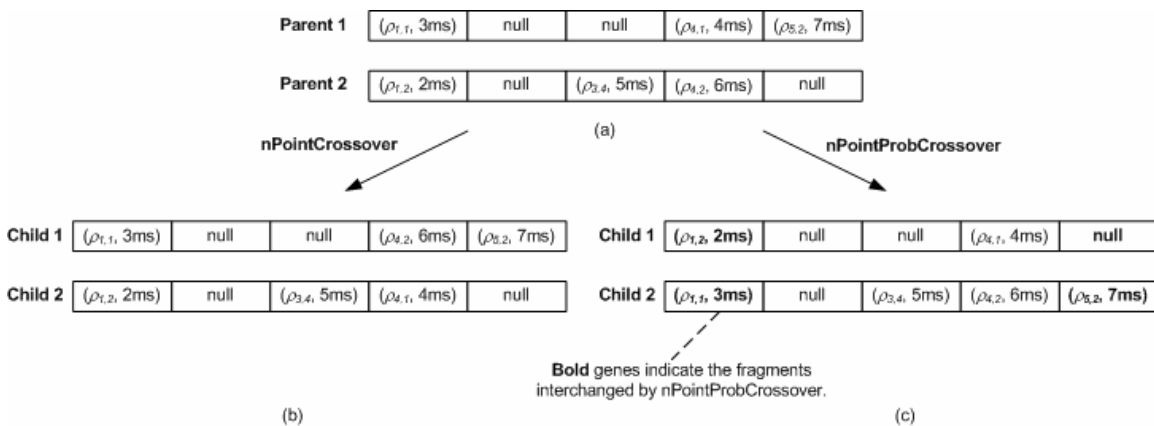 Parent 1 (ρ1,1, 3ms) null null (ρ4,1, 4ms) (ρ5,2, 7ms)
Parent 2 (ρ1,2, 2ms) null (ρ3,4, 5ms) (ρ4,2, 6ms) null
(a)
nPointCrossover
nPointProbCrossover
Child 1 (ρ1,1, 3ms) null null (ρ4,2, 6ms) (ρ5,2, 7ms)
Child 2 (ρ1,2, 2ms) null (ρ3,4, 5ms) (ρ4,1, 4ms) null
(b)
Child 1 (ρ1,2, 2ms) null null (ρ4,1, 4ms) null
Child 2 (ρ1,1, 3ms) null (ρ3,4, 5ms) (ρ4,2, 6ms) (ρ5,2, 7ms)
Bold genes indicate the fragments
interchanged by nPointProbCrossover.
(c)